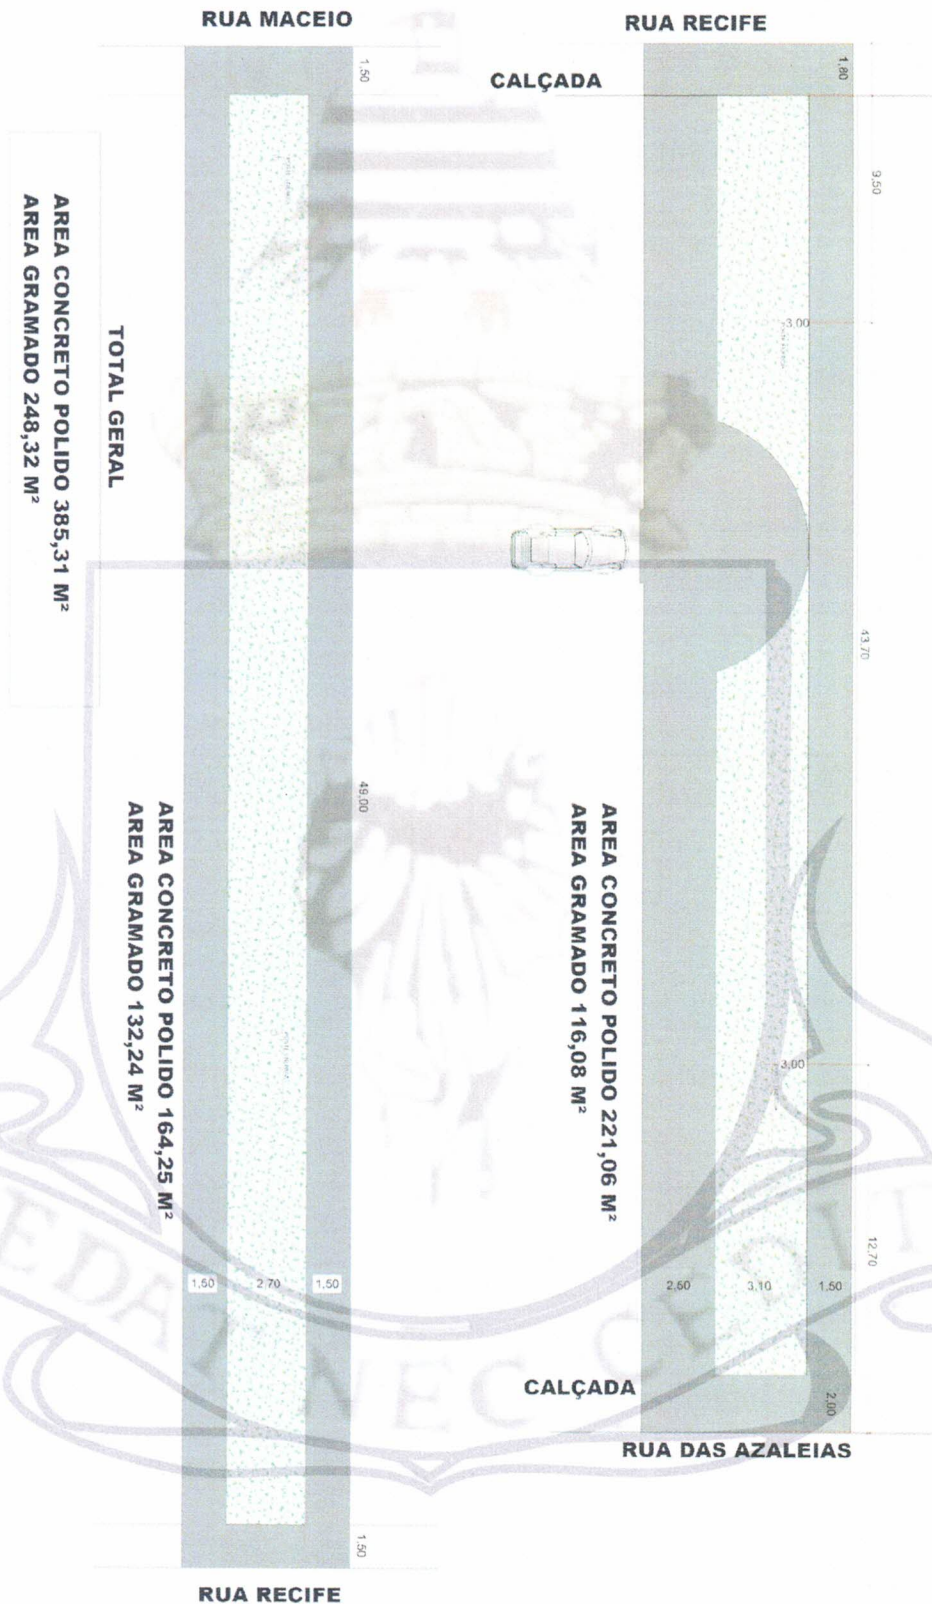 RUA MACEIO
RUA RECIFE
CALÇADA
1,50
1,80
9,50
3,00
TOTAL GERAL
AREA CONCRETO POLIDO 385,31 M²
AREA GRAMADO 248,32 M²
43,70
49,00
AREA CONCRETO POLIDO 221,06 M²
AREA GRAMADO 116,08 M²
AREA CONCRETO POLIDO 164,25 M²
AREA GRAMADO 132,24 M²
3,00
12,70
1,50
2,70
1,50
2,60
3,10
1,50
CALÇADA
2,00
RUA DAS AZALEIAS
1,50
RUA RECIFE
NEC